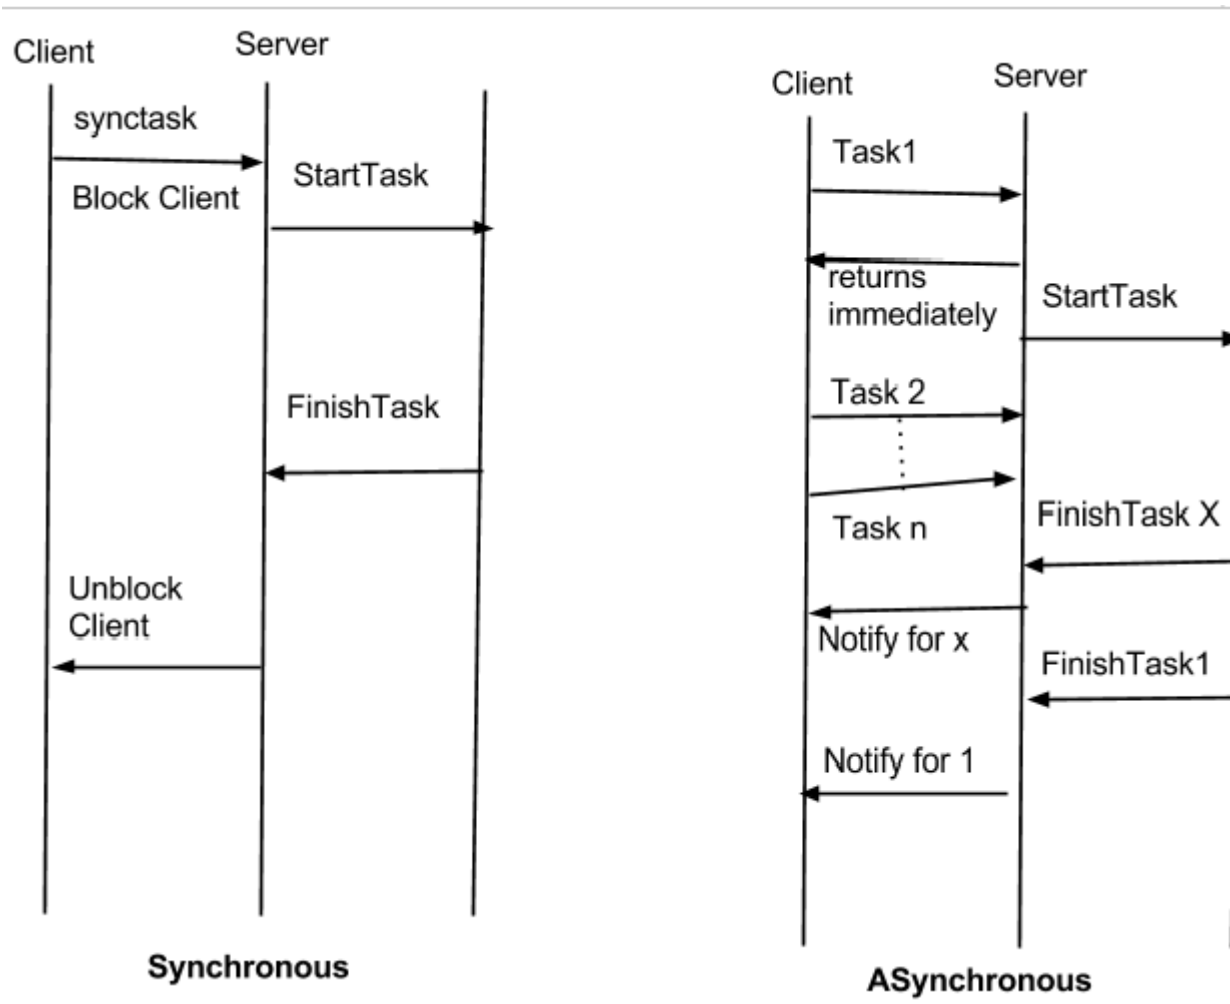 Client
Server
synctask
Block Client
StartTask
FinishTask
Unblock
Client
Synchronous
Client
Server
Task1
returns
immediately
StartTask
Task 2
Task n
FinishTask X
Notify for x
FinishTask1
Notify for 1
ASynchronous